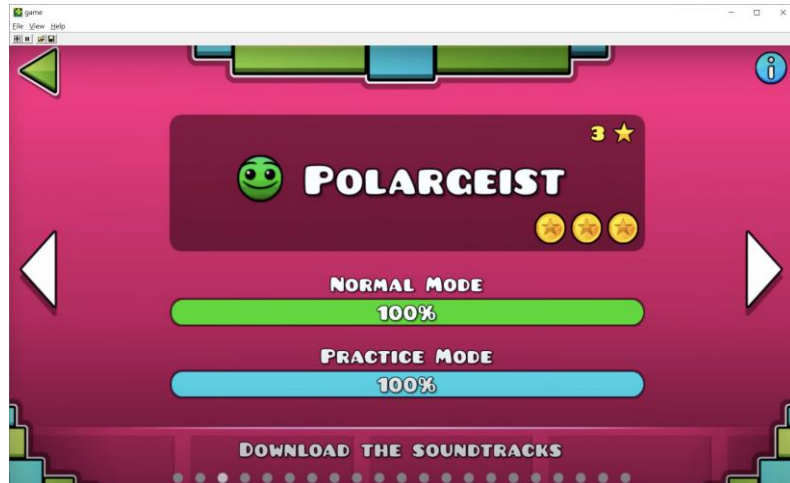 game
File View Help
3
POLARGEIST
NORMAL MODE
100%
PRACTICE MODE
100%
DOWNLOAD THE SOUNDTRACKS